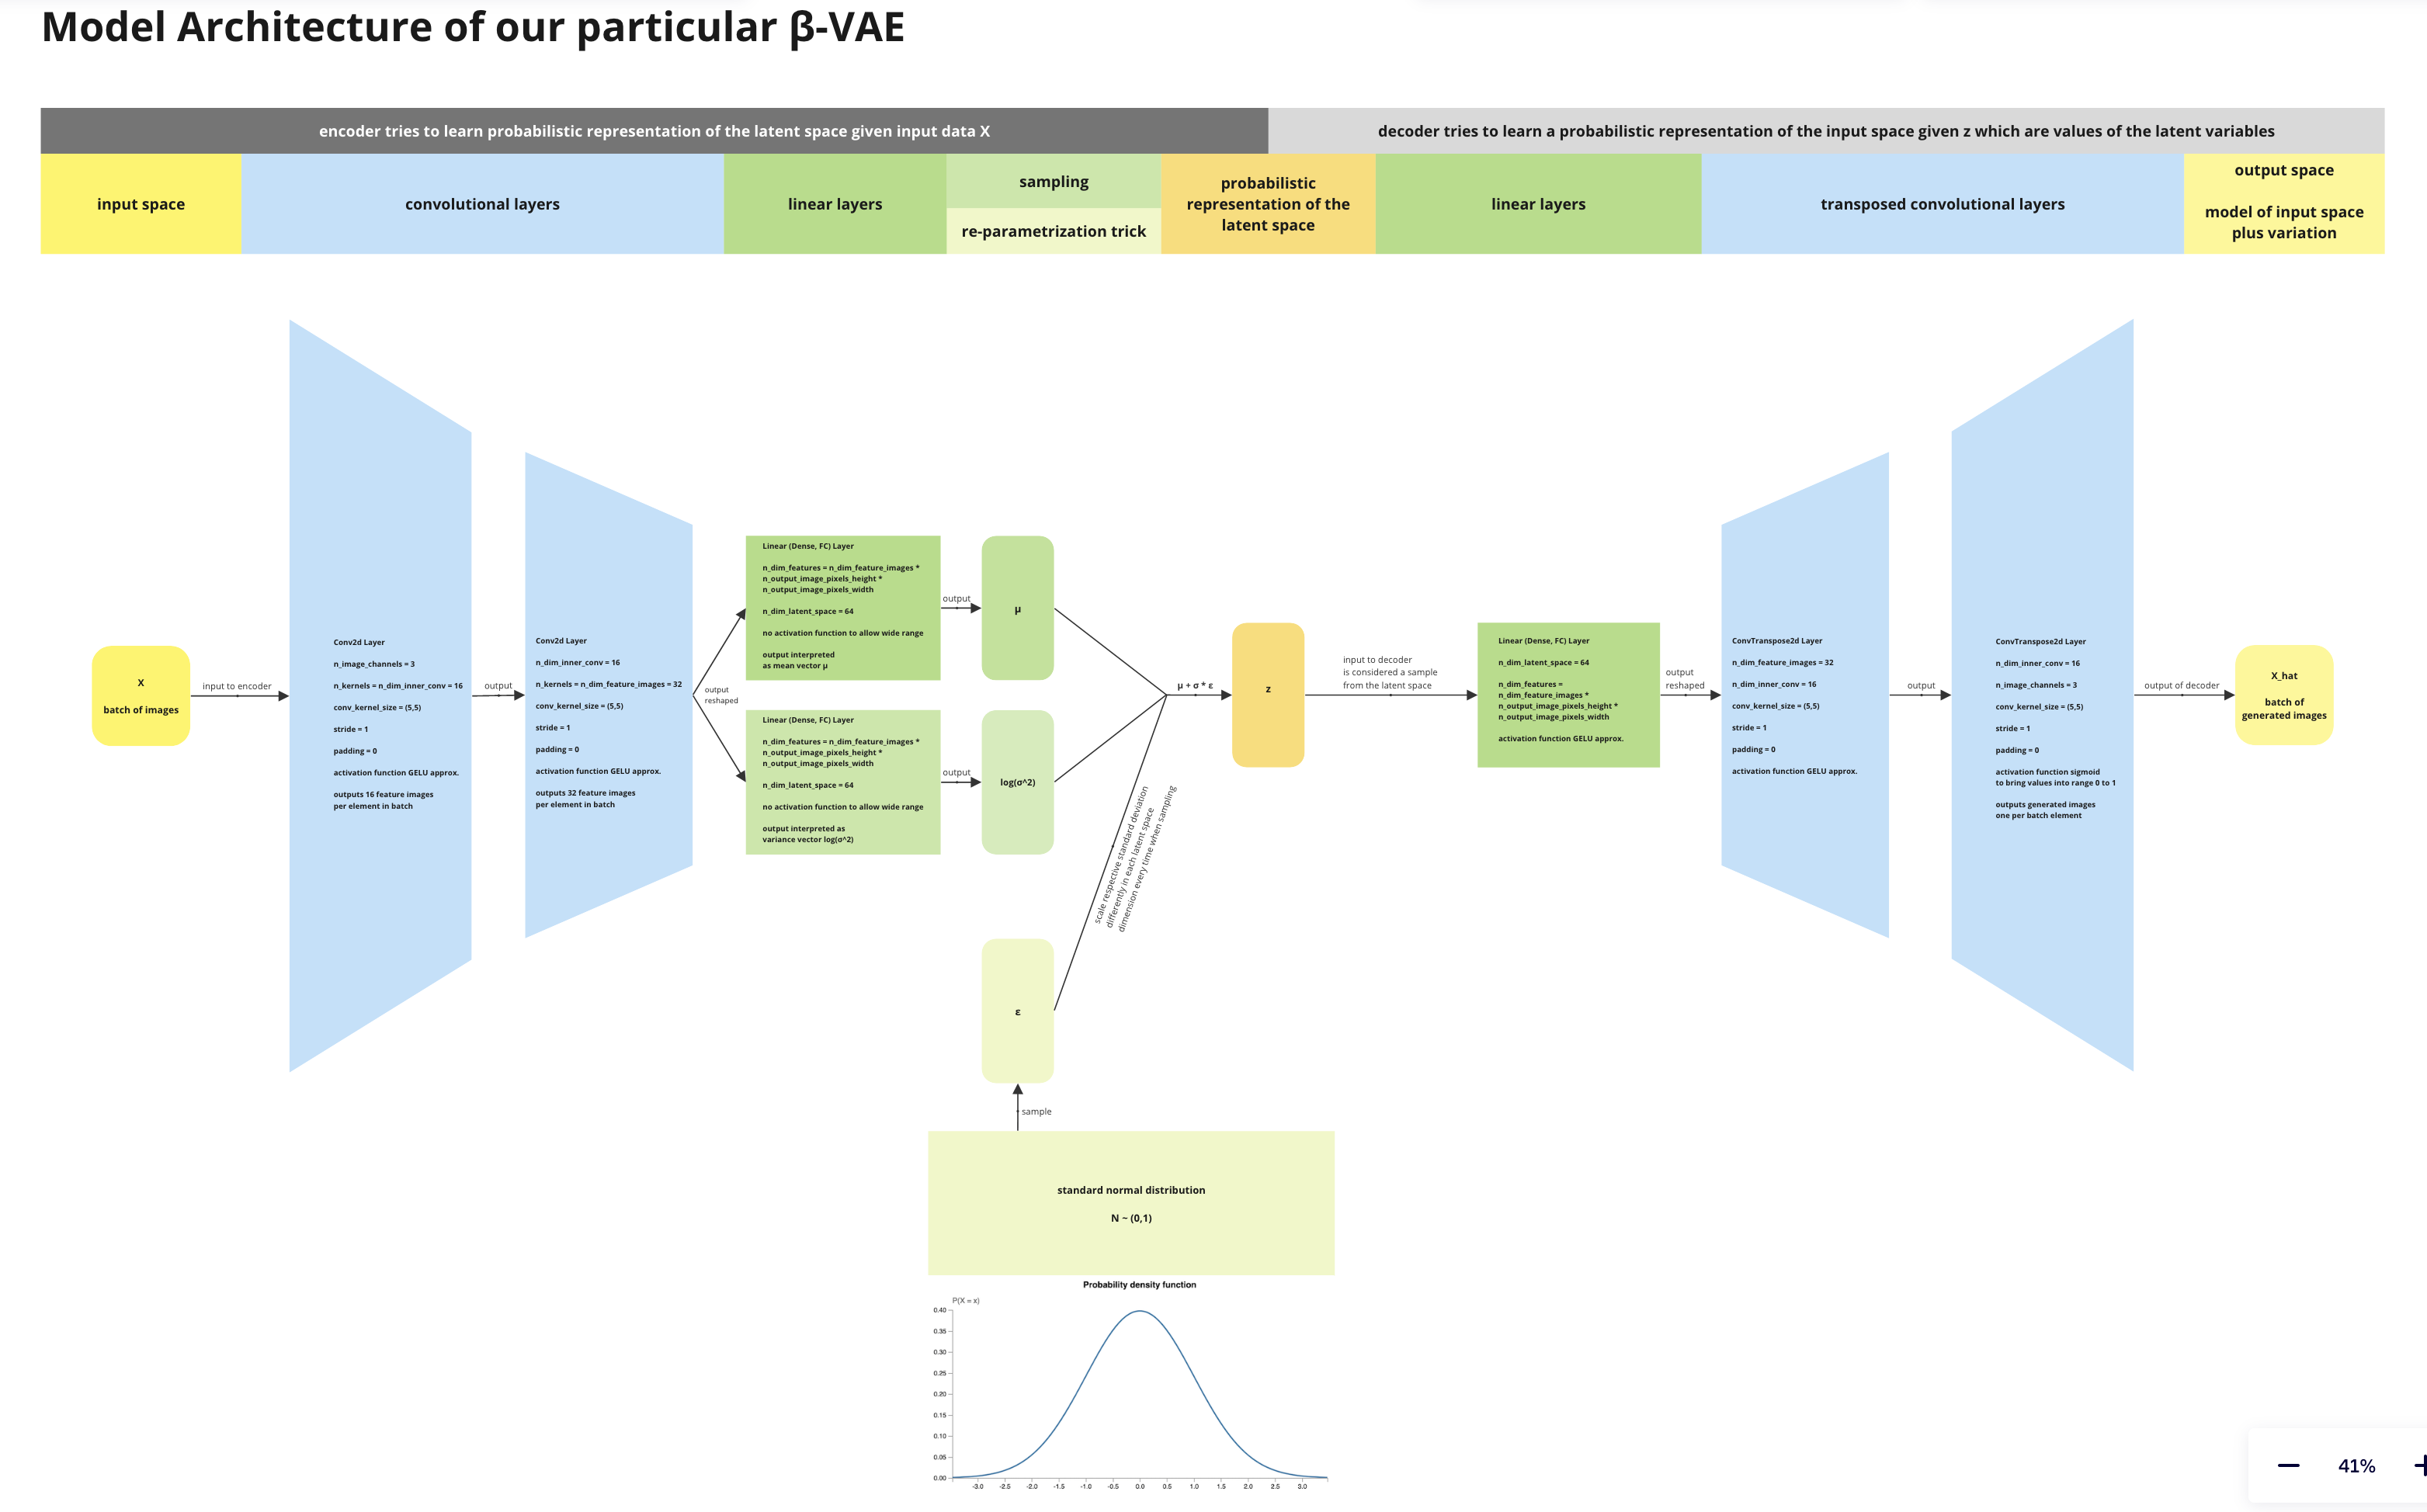 Model Architecture of our particular β-VAE
encoder tries to learn probabilistic representation of the latent space given input data X
decoder tries to learn a probabilistic representation of the input space given z which are values of the latent variables
input space
convolutional layers
linear layers
sampling
re-parametrization trick
probabilistic
representation of the
latent space
linear layers
transposed convolutional layers
output space
model of input space
plus variation
X
batch of images
input to encoder
Conv2d Layer
n_image_channels = 3
n_kernels = n_dim_inner_conv = 16
conv_kernel_size = (5,5)
stride = 1
padding = 0
activation function GELU approx.
outputs 16 feature images
per element in batch
output
Conv2d Layer
n_dim_inner_conv = 16
n_kernels = n_dim_feature_images = 32
conv_kernel_size = (5,5)
stride = 1
padding = 0
activation function GELU approx.
outputs 32 feature images
per element in batch
output
reshaped
Linear (Dense, FC) Layer
n_dim_features = n_dim_feature_images *
n_output_image_pixels_height *
n_output_image_pixels_width
n_dim_latent_space = 64
no activation function to allow wide range
output interpreted
as mean vector μ
output
μ
Linear (Dense, FC) Layer
n_dim_features = n_dim_feature_images *
n_output_image_pixels_height *
n_output_image_pixels_width
n_dim_latent_space = 64
no activation function to allow wide range
output interpreted as
variance vector log(σ^2)
output
log(σ^2)
scale respective standard deviation
differently in each latent space
dimension every time when sampling
ε
sample
standard normal distribution
N ~ (0,1)
μ + σ * ε
z
input to decoder
is considered a sample
from the latent space
Linear (Dense, FC) Layer
n_dim_latent_space = 64
n_dim_features =
n_dim_feature_images *
n_output_image_pixels_height *
n_output_image_pixels_width
activation function GELU approx.
output
reshaped
ConvTranspose2d Layer
n_dim_feature_images = 32
n_dim_inner_conv = 16
conv_kernel_size = (5,5)
stride = 1
padding = 0
activation function GELU approx.
output
ConvTranspose2d Layer
n_dim_inner_conv = 16
n_image_channels = 3
conv_kernel_size = (5,5)
stride = 1
padding = 0
activation function sigmoid
to bring values into range 0 to 1
outputs generated images
one per batch element
output of decoder
X_hat
batch of
generated images
Probability density function
P(X = x)
0.40
0.35
0.30
0.25
0.20
0.15
0.10
0.05
0.00
-3.0 -2.5 -2.0 -1.5 -1.0 -0.5 0.0 0.5 1.0 1.5 2.0 2.5 3.0
41%